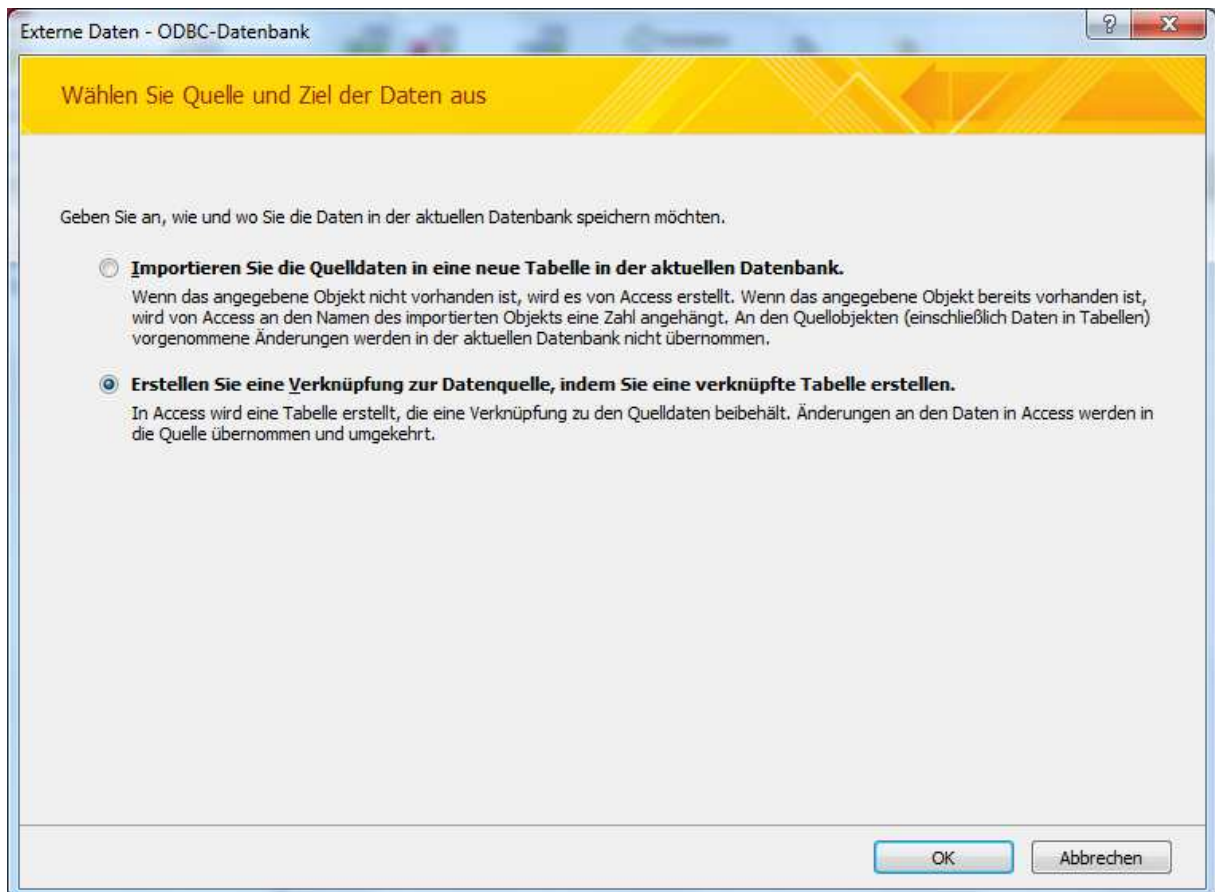 Externe Daten - ODBC-Datenbank
Wählen Sie Quelle und Ziel der Daten aus
Geben Sie an, wie und wo Sie die Daten in der aktuellen Datenbank speichern möchten.
Importieren Sie die Quelldaten in eine neue Tabelle in der aktuellen Datenbank.
Wenn das angegebene Objekt nicht vorhanden ist, wird es von Access erstellt. Wenn das angegebene Objekt bereits vorhanden ist,
wird von Access an den Namen des importierten Objekts eine Zahl angehängt. An den Quellobjekten (einschließlich Daten in Tabellen)
vorgenommene Änderungen werden in der aktuellen Datenbank nicht übernommen.
Erstellen Sie eine Verknüpfung zur Datenquelle, indem Sie eine verknüpfte Tabelle erstellen.
In Access wird eine Tabelle erstellt, die eine Verknüpfung zu den Quelldaten beibehält. Änderungen an den Daten in Access werden in
die Quelle übernommen und umgekehrt.
OK
Abbrechen